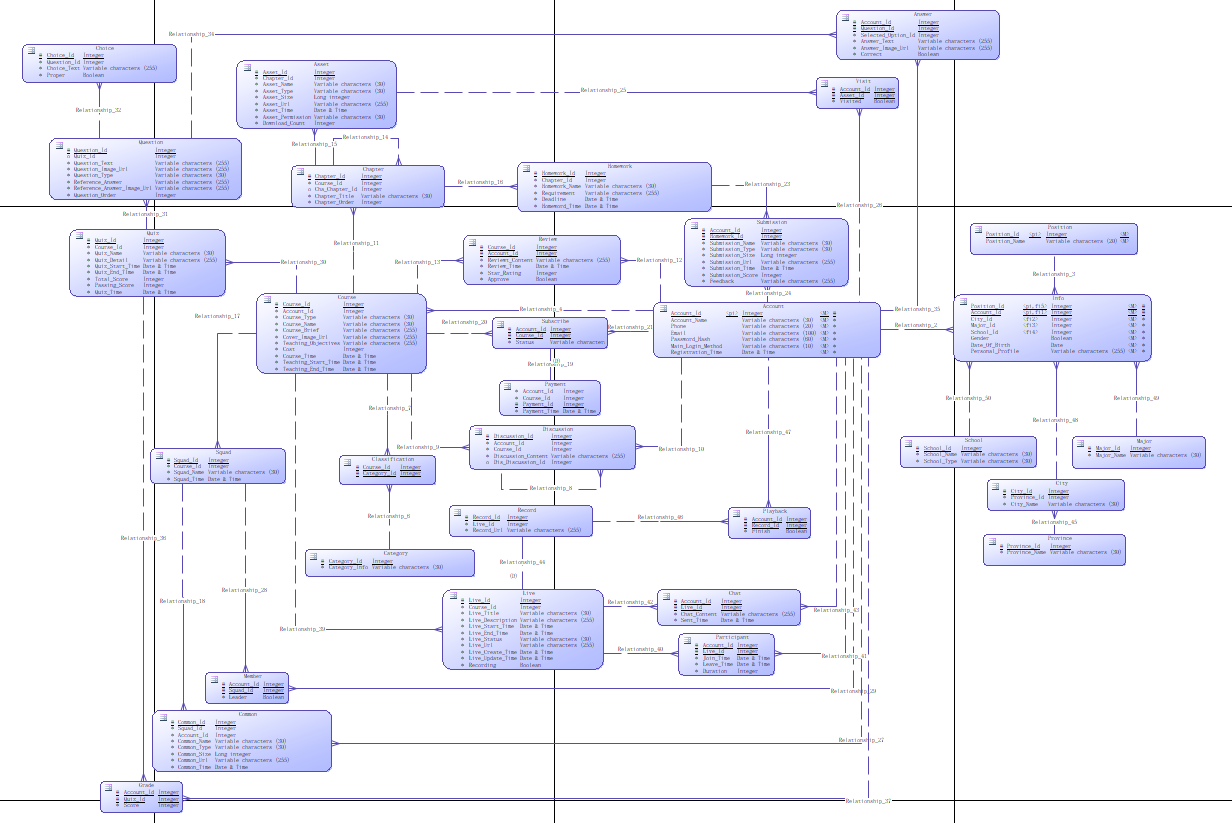 Answer
Account_Id Integer
Question_Id Integer
Selected_Option_Id Integer
Answer_Text Variable characters (255)
Answer_Image_Url Variable characters (255)
Correct Boolean
Relationship_34
Choice
Choice_Id Integer
Question_Id Integer
Choice_Text Variable characters (255)
Proper Boolean
Asset
Asset_Id Integer
Chapter_Id Integer
Asset_Name Variable characters (30)
Asset_Type Variable characters (30)
Asset_Size Long integer
Asset_Url Variable characters (255)
Asset_Time Date & Time
Asset_Permission Variable characters (30)
Download_Count Integer
Relationship_25
Visit
Account_Id Integer
Asset_Id Integer
Visited Boolean
Relationship_32
Relationship_14
Relationship_15
Question
Question_Id Integer
Quiz_Id Integer
Question_Text Variable characters (255)
Question_Image_Url Variable characters (255)
Question_Type Variable characters (30)
Reference_Answer Variable characters (255)
Reference_Answer_Image_Url Variable characters (255)
Question_Order Integer
Chapter
Chapter_Id Integer
Course_Id Integer
Cha_Chapter_Id Integer
Chapter_Title Variable characters (30)
Chapter_Order Integer
Relationship_16
Homework
Homework_Id Integer
Chapter_Id Integer
Homework_Name Variable characters (30)
Requirement Variable characters (255)
Deadline Date & Time
Homework_Time Date & Time
Relationship_23
Relationship_26
Relationship_31
Quiz
Quiz_Id Integer
Course_Id Integer
Quiz_Name Variable characters (30)
Quiz_Detail Variable characters (255)
Quiz_Start_Time Date & Time
Quiz_End_Time Date & Time
Total_Score Integer
Passing_Score Integer
Quiz_Time Date & Time
Relationship_30
Relationship_11
Relationship_13
Review
Course_Id Integer
Account_Id Integer
Review_Content Variable characters (255)
Review_Time Date & Time
Star_Rating Integer
Approve Boolean
Relationship_12
Submission
Account_Id Integer
Homework_Id Integer
Submission_Name Variable characters (30)
Submission_Type Variable characters (30)
Submission_Size Long integer
Submission_Url Variable characters (255)
Submission_Time Date & Time
Submission_Score Integer
Feedback Variable characters (255)
Relationship_24
Position
Position_Id (pi) Integer (M)
Position_Name Variable characters (20) (M)
Relationship_3
Course
Course_Id Integer
Account_Id Integer
Course_Type Variable characters (30)
Course_Name Variable characters (30)
Course_Brief Variable characters (255)
Cover_Image_Url Variable characters (255)
Teaching_Objectives Variable characters (255)
Cost Integer
Course_Time Date & Time
Teaching_Start_Time Date & Time
Teaching_End_Time Date & Time
Relationship_17
Relationship_4
Relationship_20
Subscribe
Account_Id Integer
Course_Id Integer
Status Variable characters (30)
Relationship_21
Relationship_19
Account
Account_Id (pi) Integer (M)
Account_Name Variable characters (30) (M)
Phone Variable characters (20) (M)
Email Variable characters (100) (M)
Password_Hash Variable characters (60) (M)
Main_Login_Method Variable characters (10) (M)
Registration_Time Date & Time (M)
Relationship_35
Relationship_2
Info
Position_Id (pi,fi5) Integer (M)
Account_Id (pi,fi1) Integer (M)
City_Id (fi2) Integer (M)
Major_Id (fi3) Integer (M)
School_Id (fi4) Integer (M)
Gender Boolean (M)
Date_Of_Birth Date (M)
Personal_Profile Variable characters (255) (M)
Payment
Account_Id Integer
Course_Id Integer
Payment_Id Integer
Payment_Time Date & Time
Relationship_7
Relationship_9
Discussion
Discussion_Id Integer
Account_Id Integer
Course_Id Integer
Discussion_Content Variable characters (255)
Dis_Discussion_Id Integer
Relationship_10
Relationship_8
Relationship_47
Relationship_50
Relationship_48
Relationship_49
School
School_Id Integer
School_Name Variable characters (30)
School_Type Variable characters (30)
Major
Major_Id Integer
Major_Name Variable characters (30)
Squad
Squad_Id Integer
Course_Id Integer
Squad_Name Variable characters (30)
Squad_Time Date & Time
Classification
Course_Id Integer
Category_Id Integer
City
City_Id Integer
Province_Id Integer
City_Name Variable characters (30)
Relationship_45
Province
Province_Id Integer
Province_Name Variable characters (30)
Relationship_6
Record
Record_Id Integer
Live_Id Integer
Record_Url Variable characters (255)
Relationship_46
Playback
Account_Id Integer
Record_Id Integer
Finish Boolean
Relationship_36
Category
Category_Id Integer
Category_Info Variable characters (30)
Relationship_44
(D)
Relationship_28
Relationship_18
Relationship_39
Live
Live_Id Integer
Course_Id Integer
Live_Title Variable characters (30)
Live_Description Variable characters (255)
Live_Start_Time Date & Time
Live_End_Time Date & Time
Live_Status Variable characters (30)
Live_Url Variable characters (255)
Live_Create_Time Date & Time
Live_Update_Time Date & Time
Recording Boolean
Relationship_42
Chat
Account_Id Integer
Live_Id Integer
Chat_Content Variable characters (255)
Sent_Time Date & Time
Relationship_43
Relationship_40
Participant
Account_Id Integer
Live_Id Integer
Join_Time Date & Time
Leave_Time Date & Time
Duration Integer
Relationship_41
Member
Account_Id Integer
Squad_Id Integer
Leader Boolean
Relationship_29
Common
Common_Id Integer
Squad_Id Integer
Account_Id Integer
Common_Name Variable characters (30)
Common_Type Variable characters (30)
Common_Size Long integer
Common_Url Variable characters (255)
Common_Time Date & Time
Relationship_27
Grade
Account_Id Integer
Quiz_Id Integer
Score Integer
Relationship_37